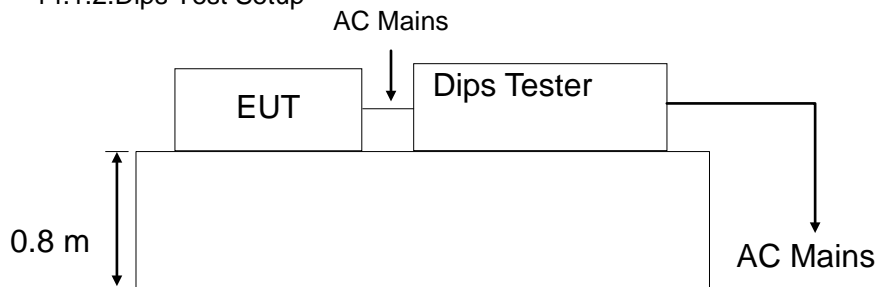 Dips Test Setup
AC Mains
EUT
Dips Tester
0.8 m
AC Mains